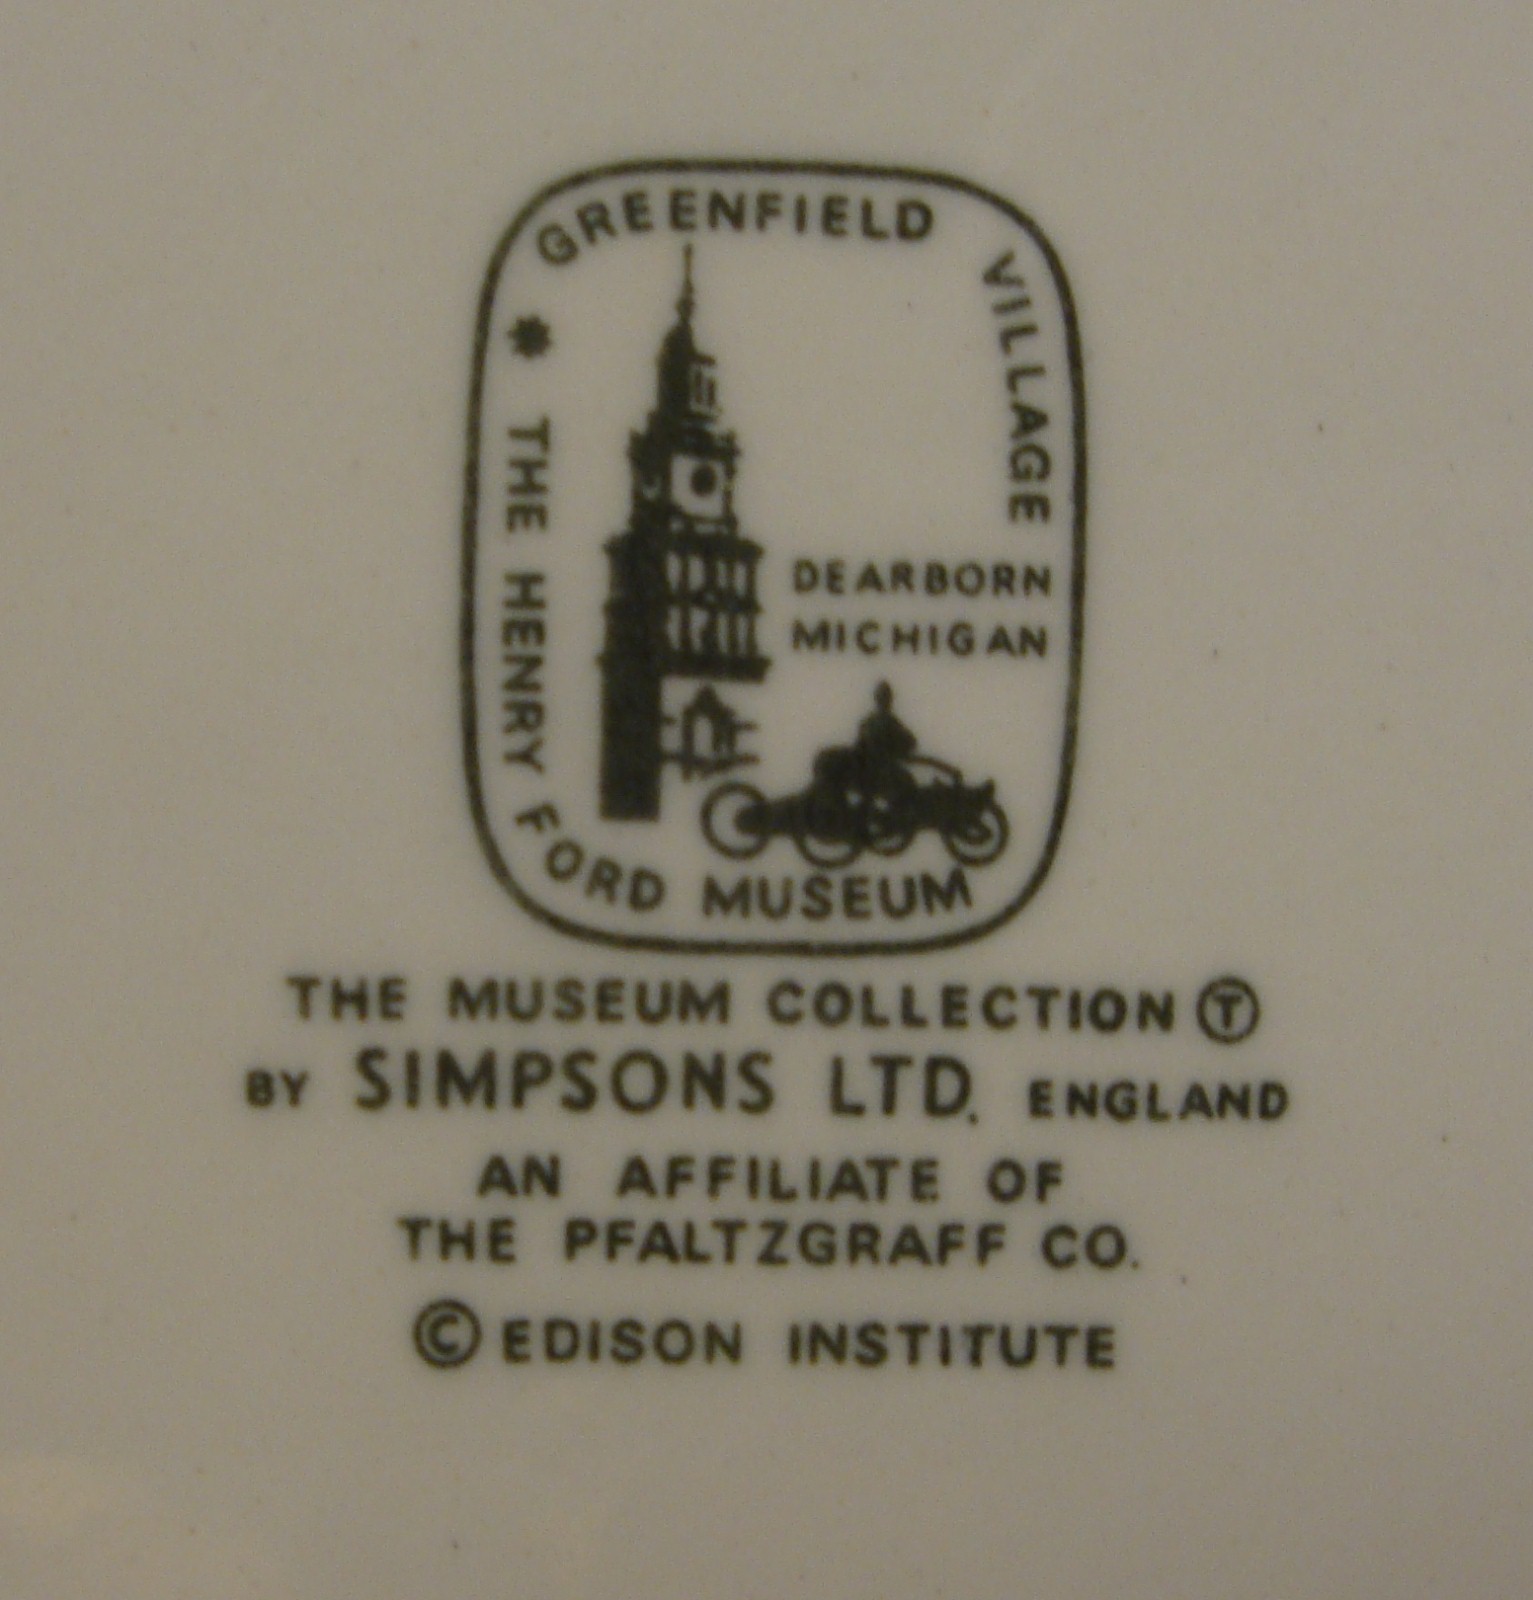 GREENFIELD VILLAGE
* THE HENRY FORD MUSEUM
DEARBORN
MICHIGAN
THE MUSEUM COLLECTION Ⓣ
BY SIMPSONS LTD. ENGLAND
AN AFFILIATE OF
THE PFALTZGRAFF CO.
© EDISON INSTITUTE